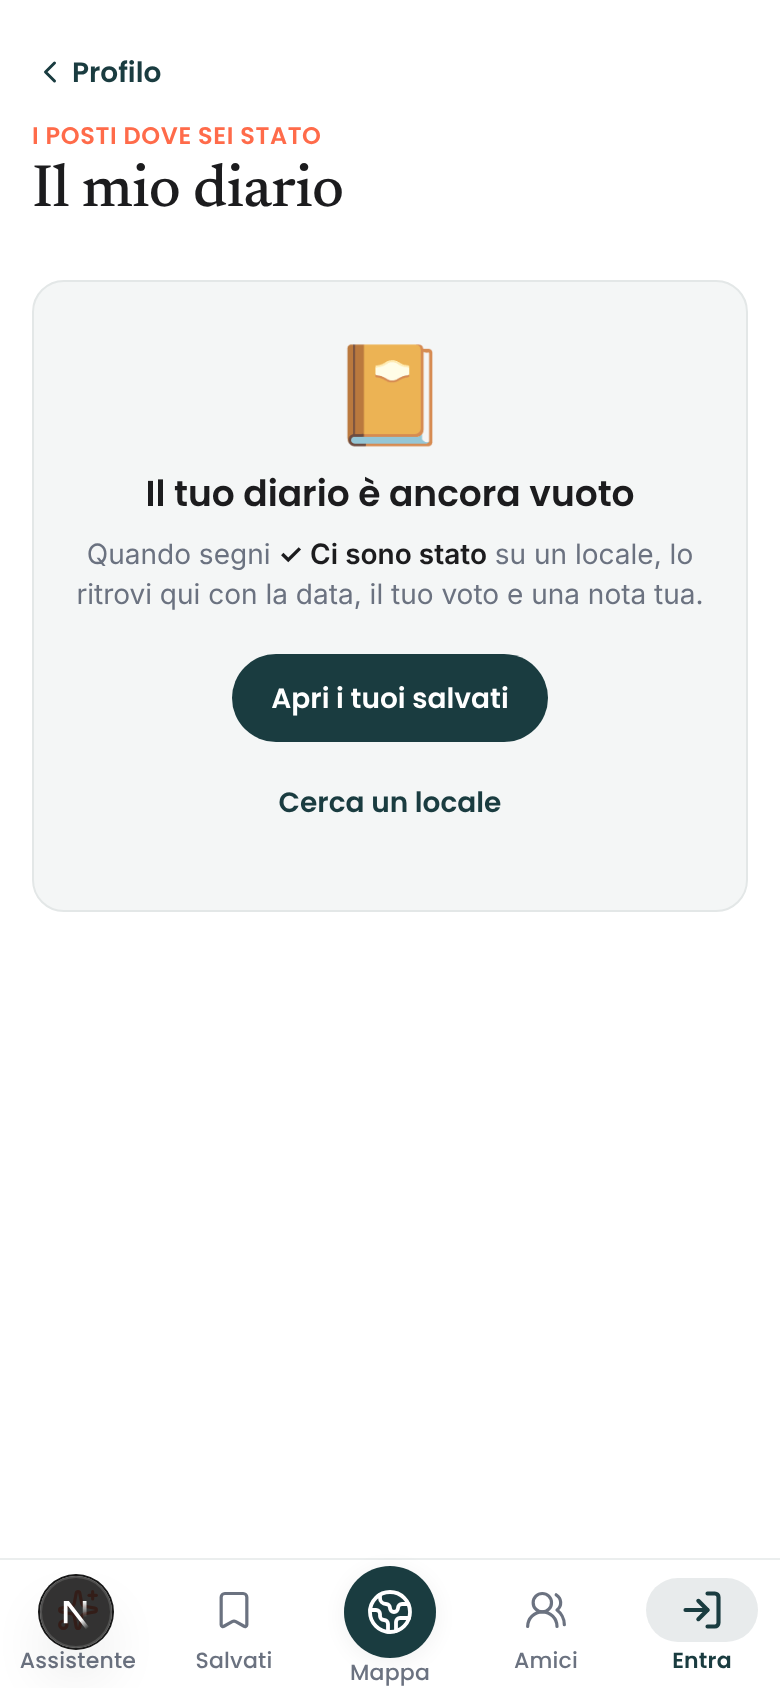 Profilo
I POSTI DOVE SEI STATO
Il mio diario
Il tuo diario è ancora vuoto
Quando segni ✓ Ci sono stato su un locale, lo
ritrovi qui con la data, il tuo voto e una nota tua.
Apri i tuoi salvati
Cerca un locale
N
Assistente
Salvati
Mappa
Amici
Entra